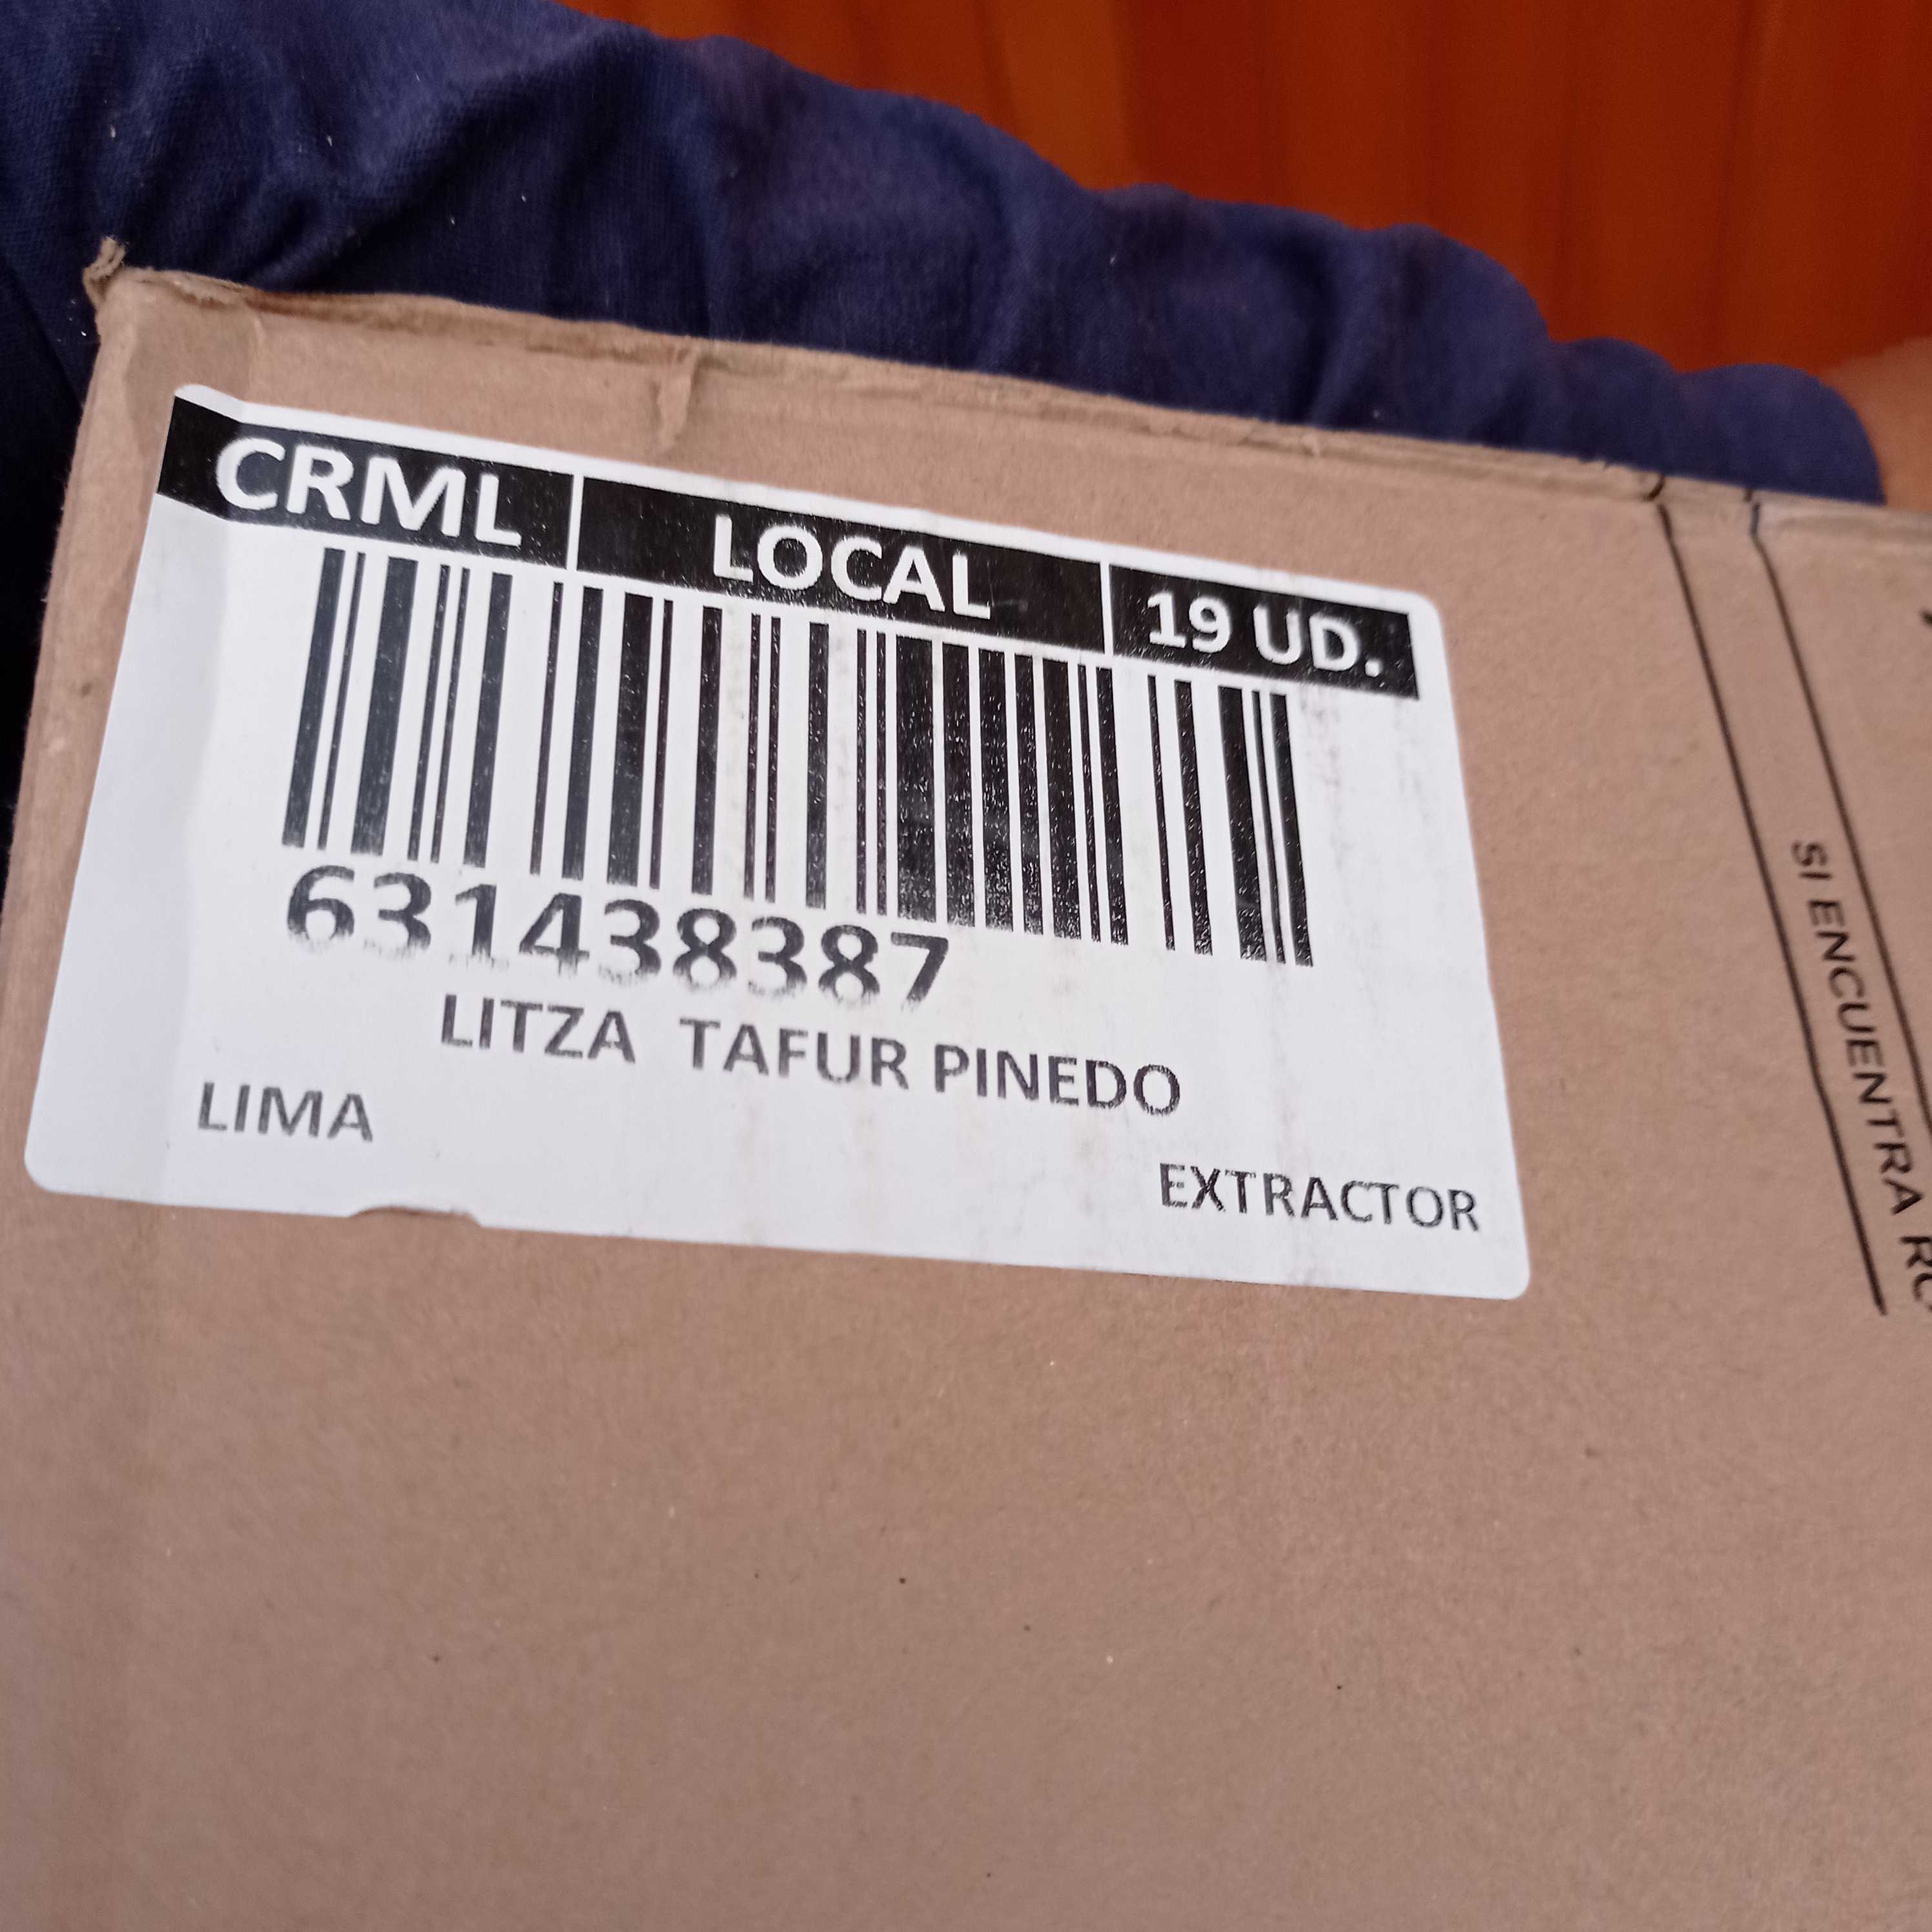 CRML LOCAL 19 UD.
631438387
LITZA TAFUR PINEDO
LIMA
EXTRACTOR
SI ENCUENTRA